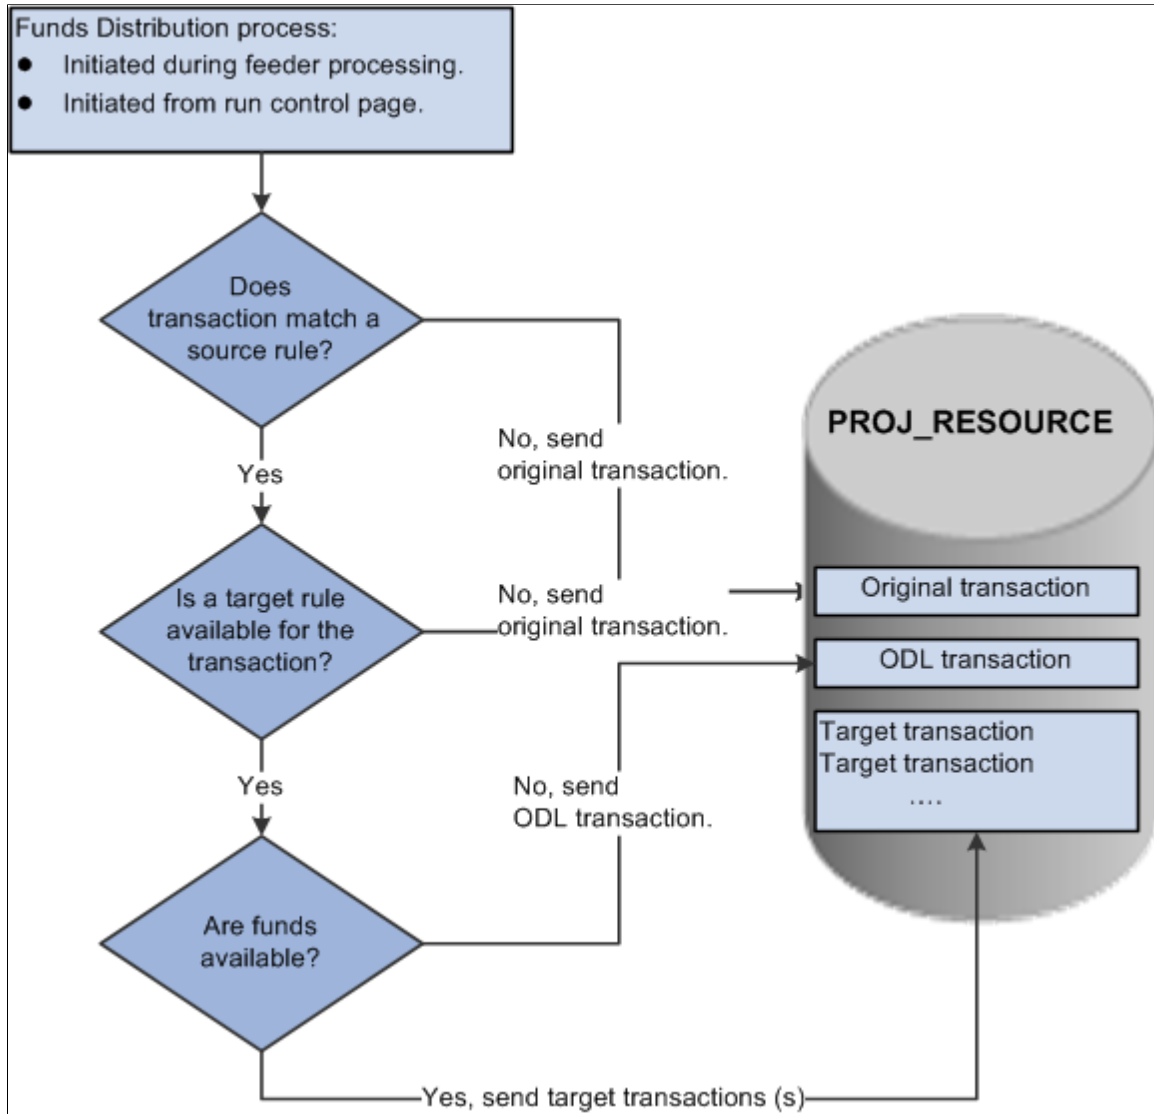 Funds Distribution process:
● Initiated during feeder processing.
● Initiated from run control page.
Does
transaction match a
source rule?
No, send
original transaction.
Yes
Is a target rule
available for the
transaction?
No, send
original transaction.
Yes
No, send
ODL transaction.
Are funds
available?
Yes, send target transactions (s)
PROJ_RESOURCE
Original transaction
ODL transaction
Target transaction
Target transaction
....